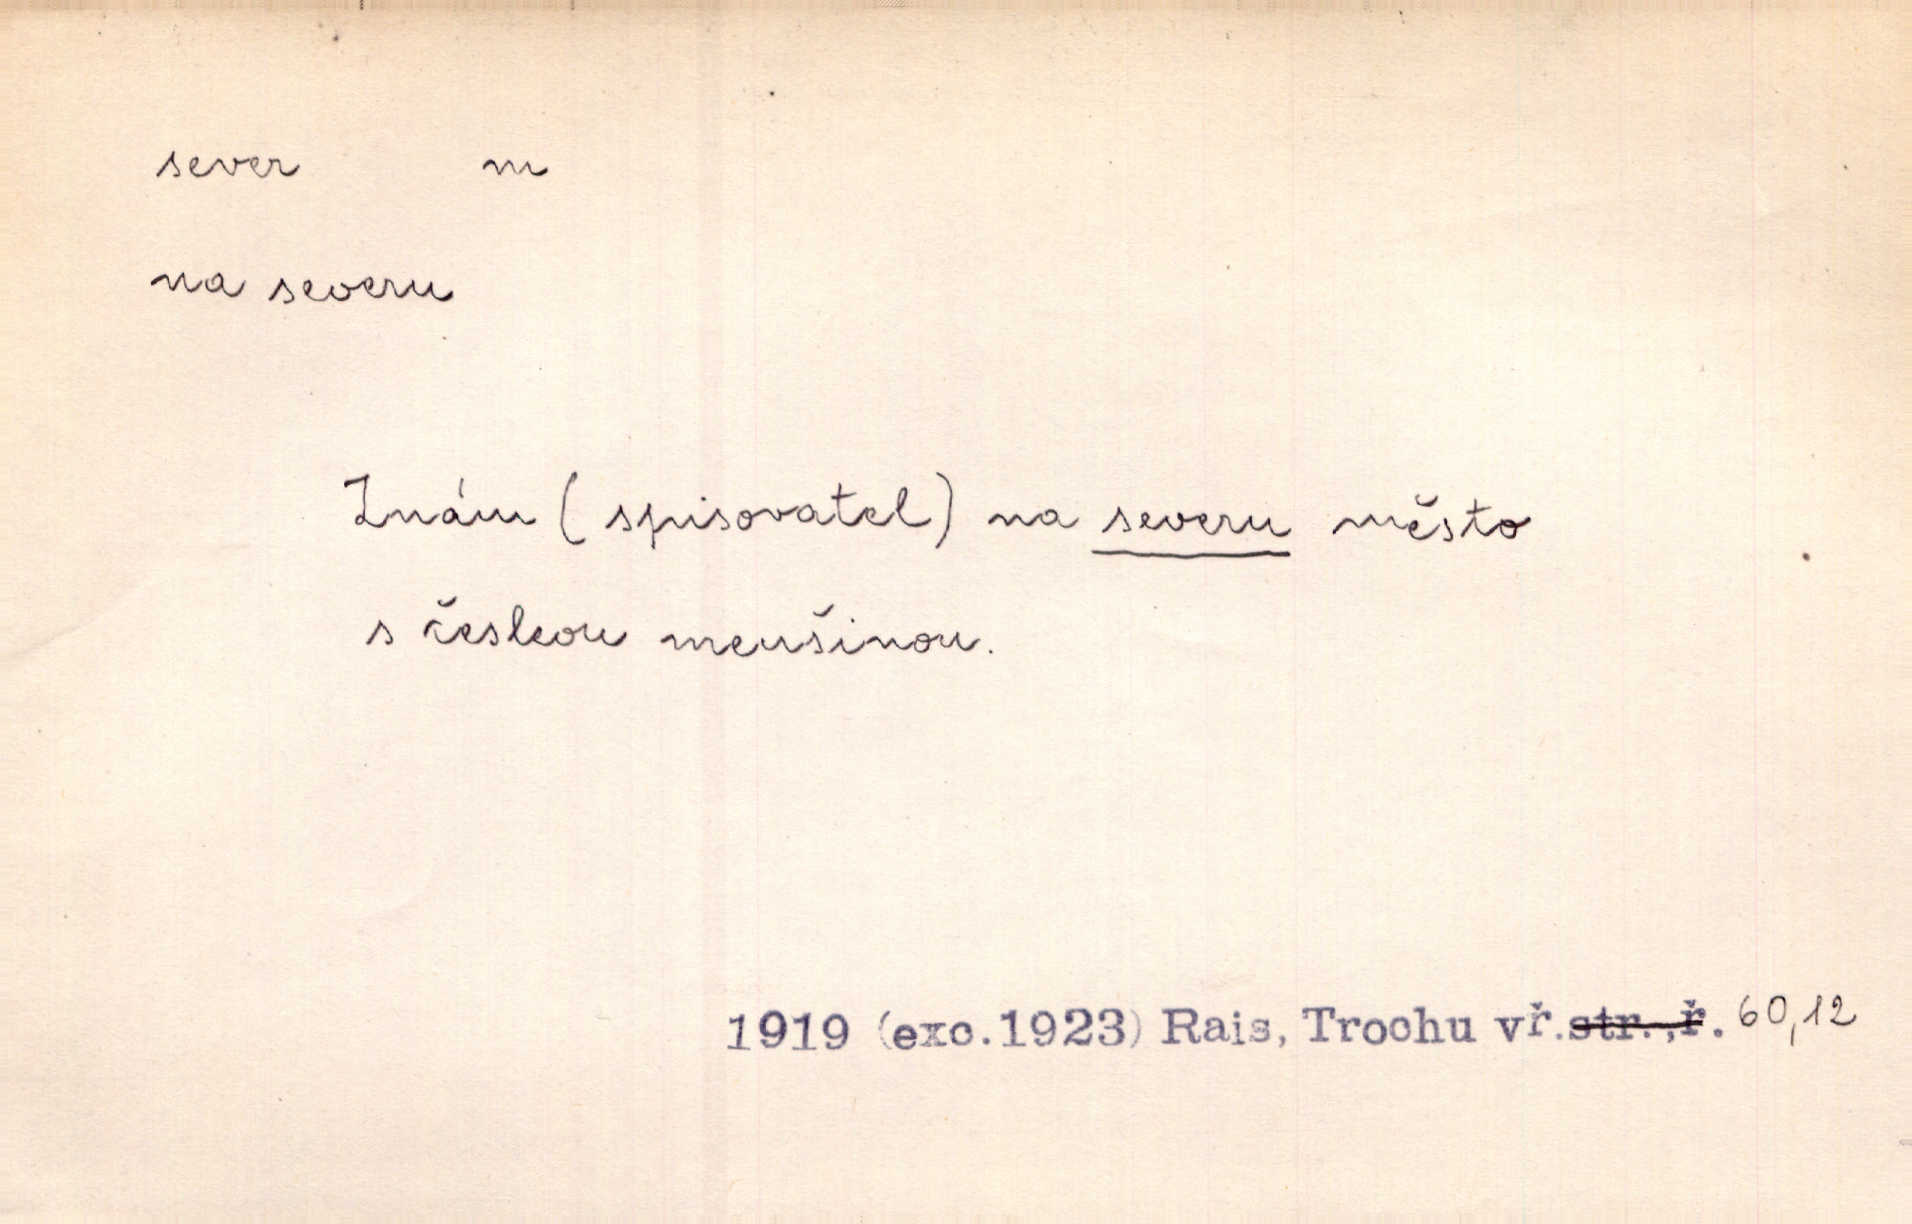 sever m
na severu
Znám (spisovatel) na severu město
s českou menšinou.
1919 (exc.1923) Rais, Trochu vř.str.,ř. 60,12